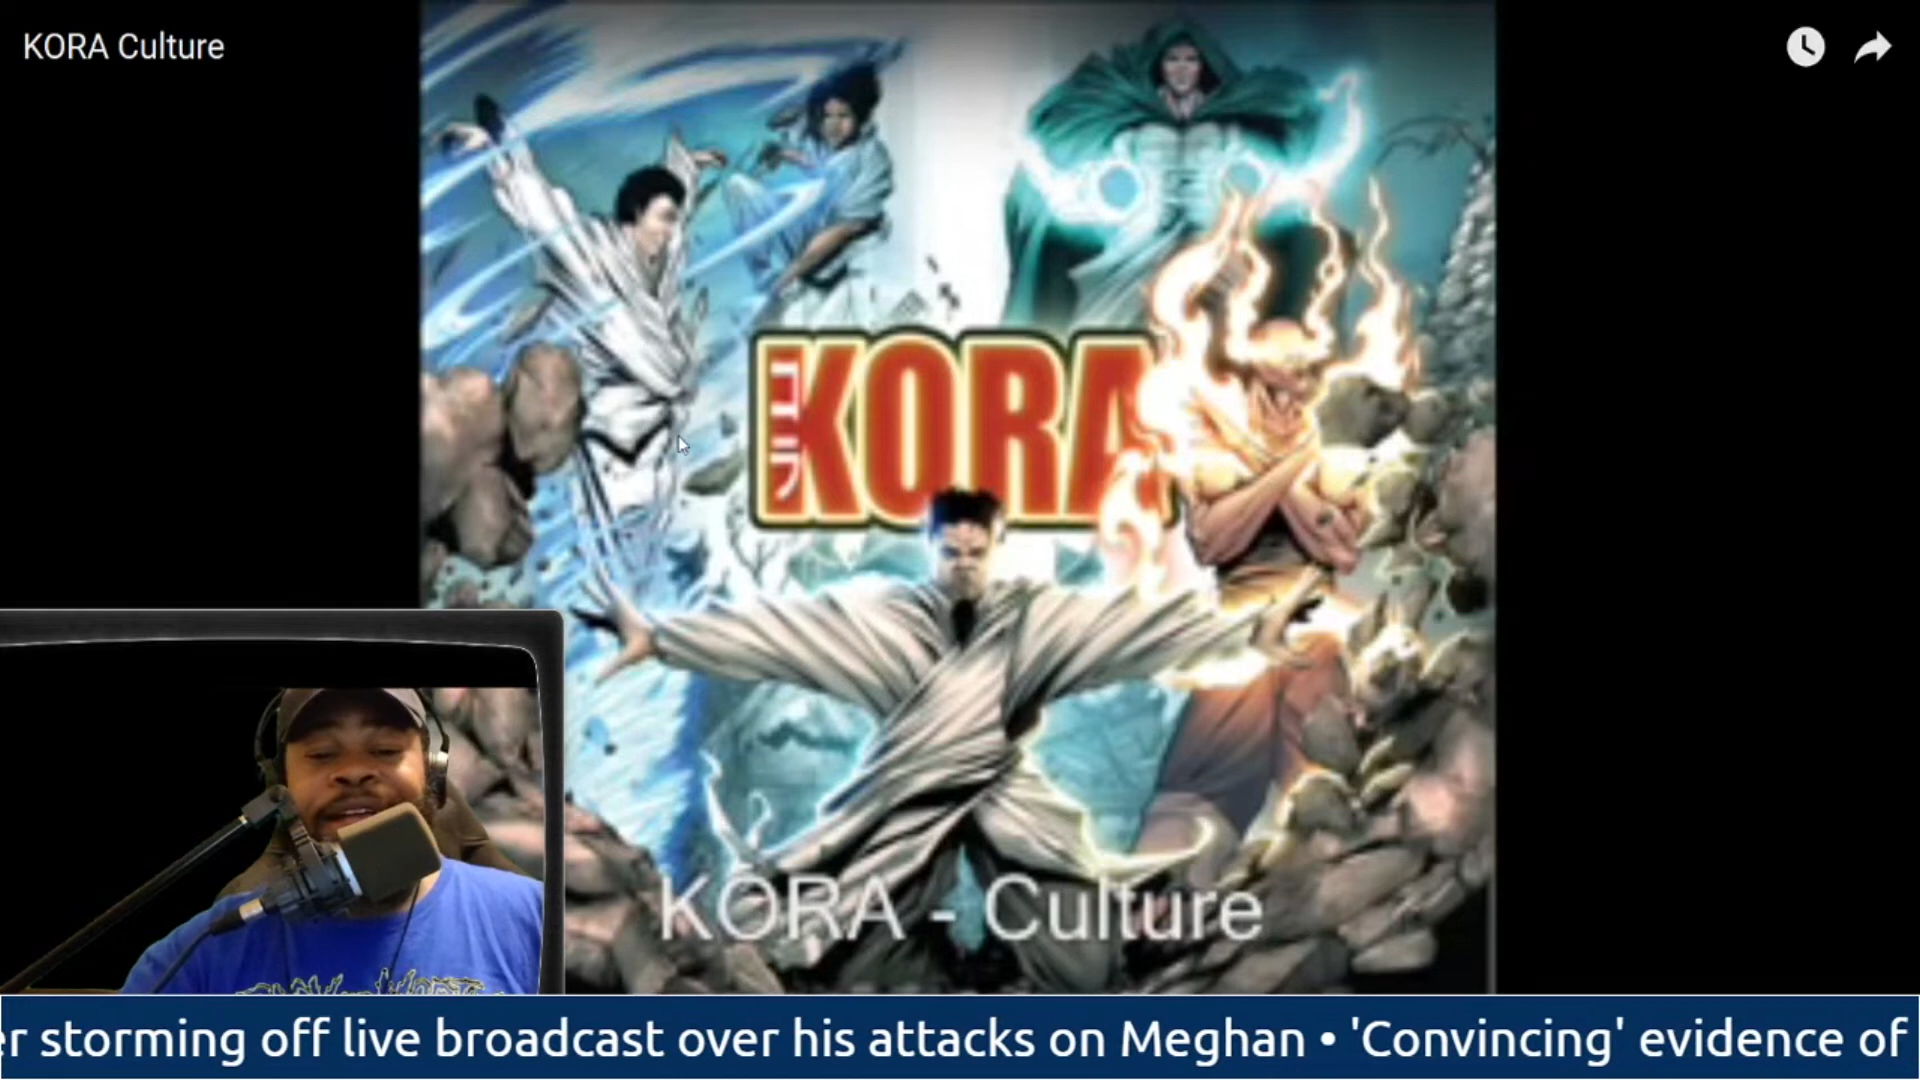 KORA Culture
KORA
KORA - Culture
r storming off live broadcast over his attacks on Meghan • 'Convincing' evidence of